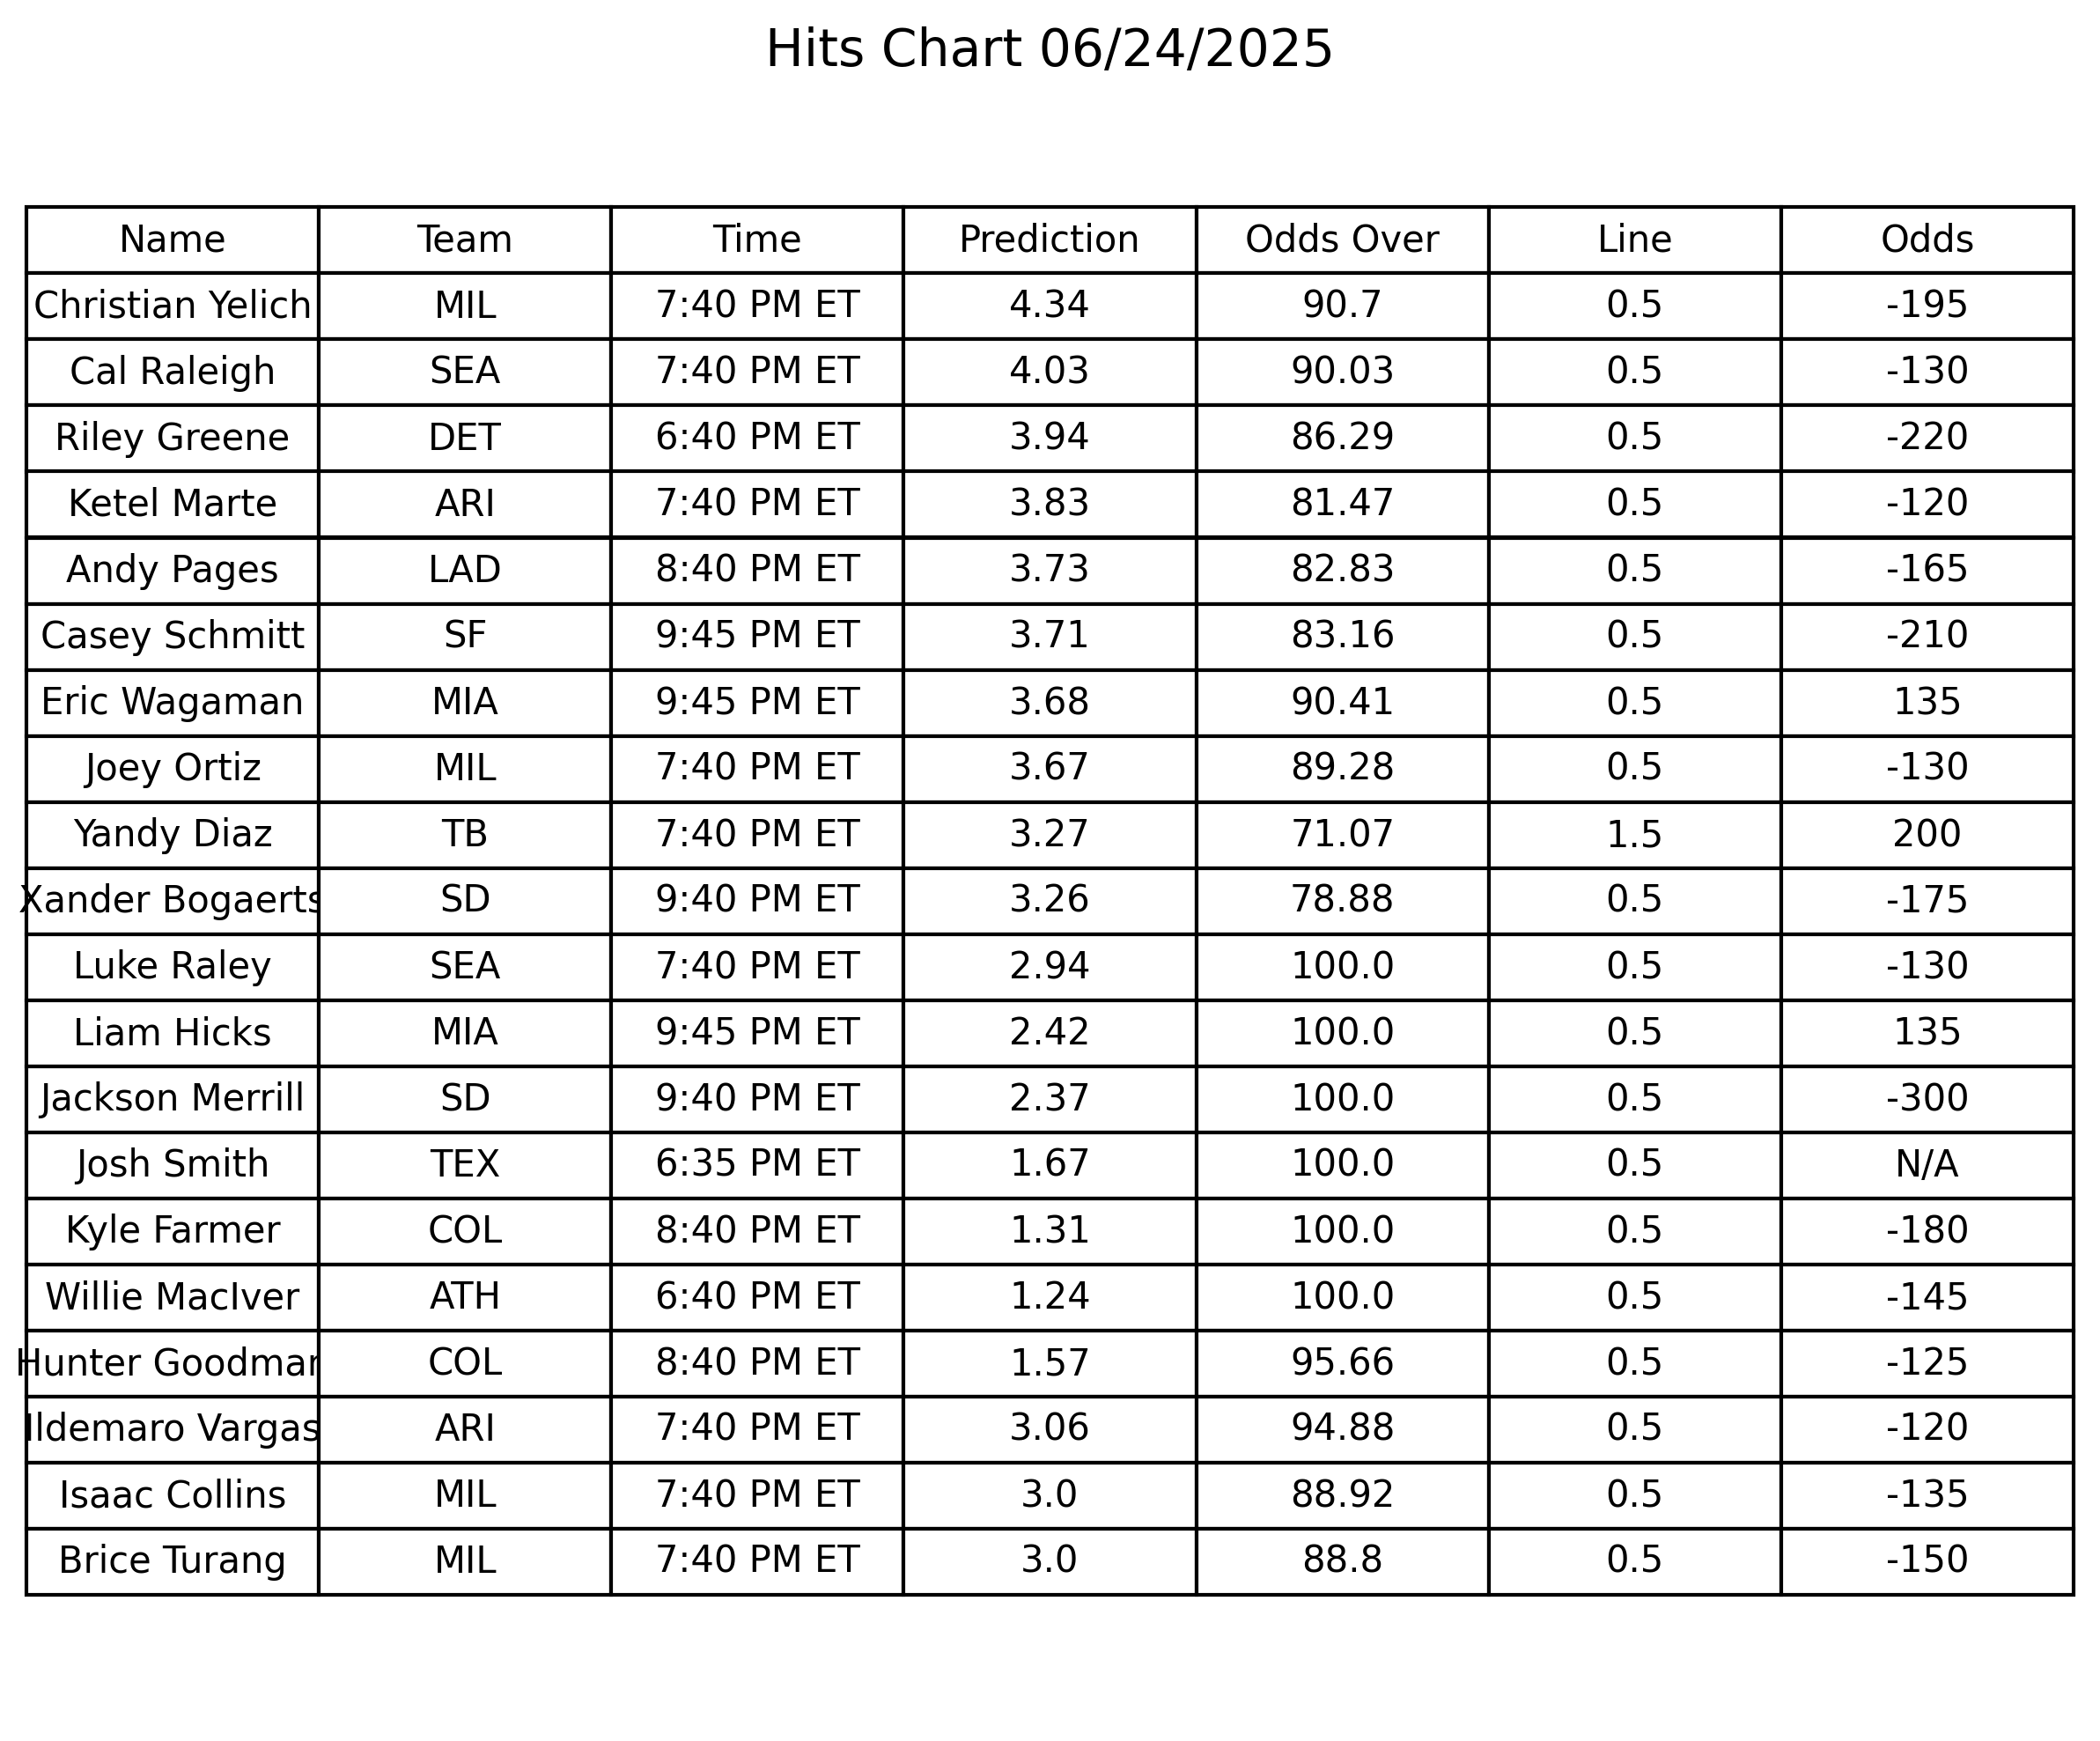 Hits Chart 06/24/2025
Name Team Time Prediction Odds Over Line Odds
Christian Yelich MIL 7:40 PM ET 4.34 90.7 0.5 -195
Cal Raleigh SEA 7:40 PM ET 4.03 90.03 0.5 -130
Riley Greene DET 6:40 PM ET 3.94 86.29 0.5 -220
Ketel Marte ARI 7:40 PM ET 3.83 81.47 0.5 -120
Andy Pages LAD 8:40 PM ET 3.73 82.83 0.5 -165
Casey Schmitt SF 9:45 PM ET 3.71 83.16 0.5 -210
Eric Wagaman MIA 9:45 PM ET 3.68 90.41 0.5 135
Joey Ortiz MIL 7:40 PM ET 3.67 89.28 0.5 -130
Yandy Diaz TB 7:40 PM ET 3.27 71.07 1.5 200
Xander Bogaerts SD 9:40 PM ET 3.26 78.88 0.5 -175
Luke Raley SEA 7:40 PM ET 2.94 100.0 0.5 -130
Liam Hicks MIA 9:45 PM ET 2.42 100.0 0.5 135
Jackson Merrill SD 9:40 PM ET 2.37 100.0 0.5 -300
Josh Smith TEX 6:35 PM ET 1.67 100.0 0.5 N/A
Kyle Farmer COL 8:40 PM ET 1.31 100.0 0.5 -180
Willie MacIver ATH 6:40 PM ET 1.24 100.0 0.5 -145
Hunter Goodman COL 8:40 PM ET 1.57 95.66 0.5 -125
Ildemaro Vargas ARI 7:40 PM ET 3.06 94.88 0.5 -120
Isaac Collins MIL 7:40 PM ET 3.0 88.92 0.5 -135
Brice Turang MIL 7:40 PM ET 3.0 88.8 0.5 -150